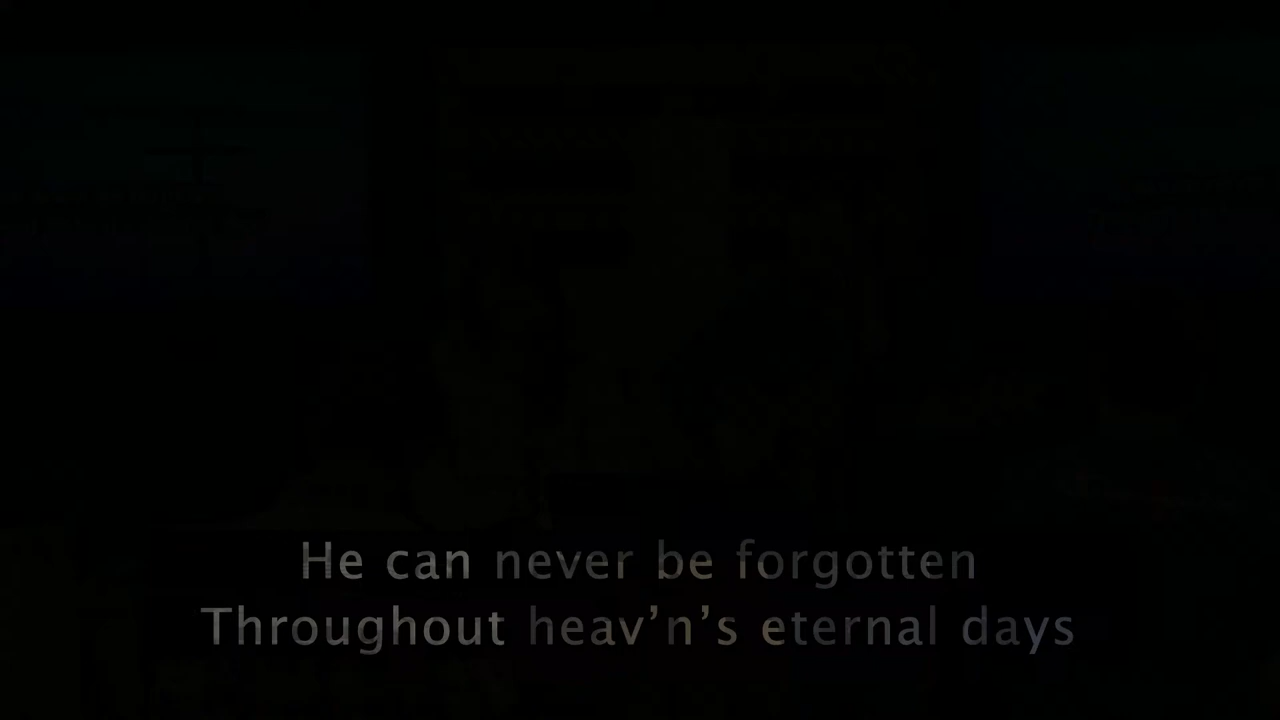 He can never be forgotten
Throughout heav’n’s eternal days